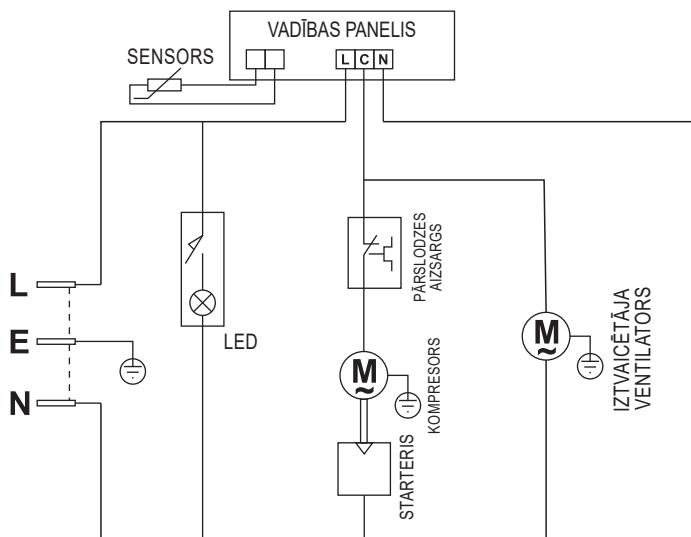 VADĪBAS PANELIS
SENSORS
L C N
PĀRSLODZES
AIZSARGS
L
E
N
LED
M
~
KOMPRESORS
M
~
IZTVAICĒTĀJA
VENTILATORS
STARTERIS